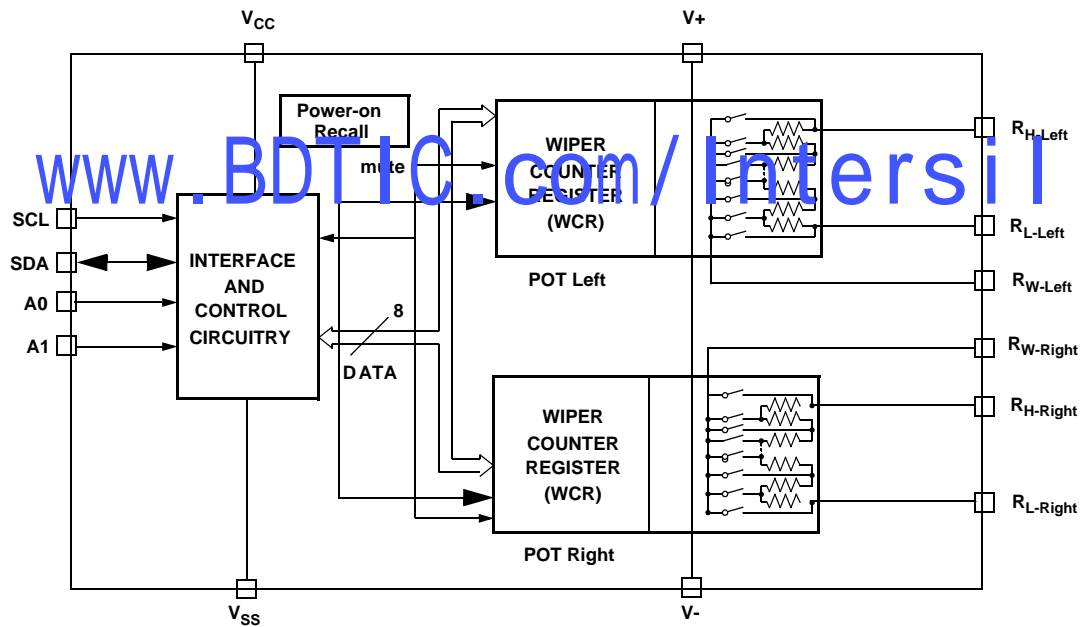 VCC
V+
Power-on
Recall
mute
WIPER
COUNTER
REGISTER
(WCR)
POT Left
RH-Left
RL-Left
RW-Left
www.BDTIC.com/Intersil
SCL
SDA
A0
A1
INTERFACE
AND
CONTROL
CIRCUITRY
8
DATA
WIPER
COUNTER
REGISTER
(WCR)
POT Right
RW-Right
RH-Right
RL-Right
VSS
V-